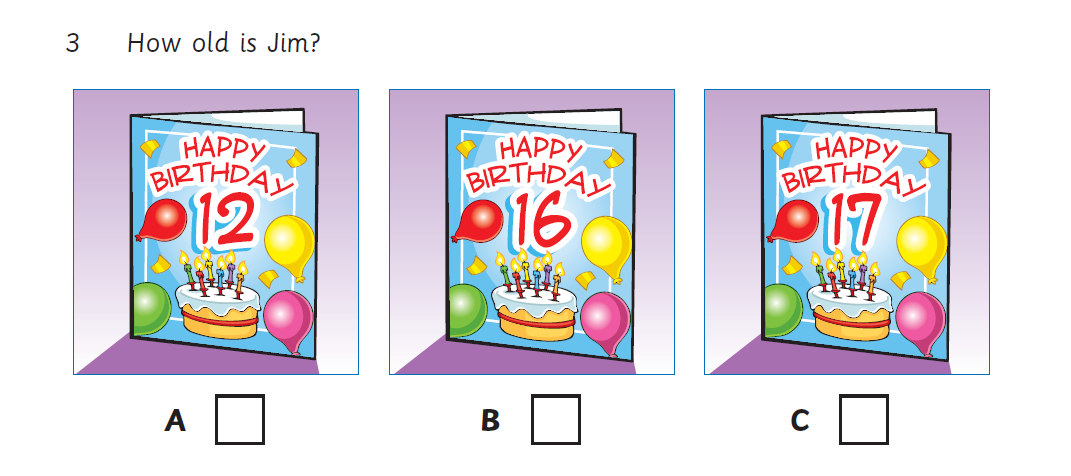 3 How old is Jim?
HAPPY
BIRTHDAY
12
HAPPY
BIRTHDAY
16
HAPPY
BIRTHDAY
17
A
B
C